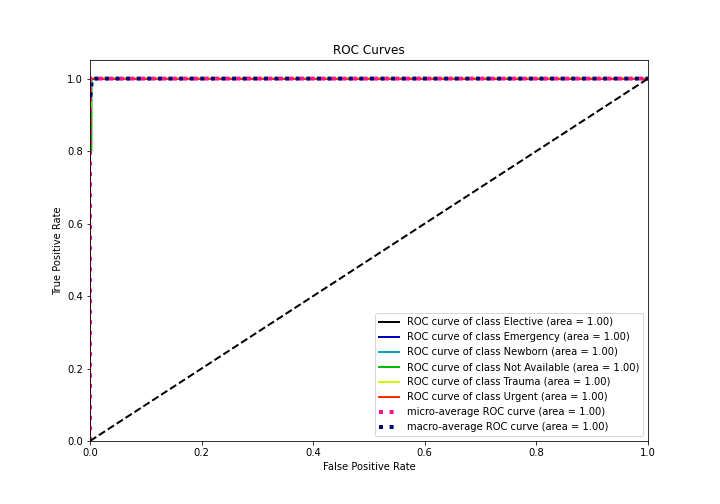 ROC Curves
True Positive Rate
1.0
0.8
0.6
0.4
0.2
0.0
ROC curve of class Elective (area = 1.00)
ROC curve of class Emergency (area = 1.00)
ROC curve of class Newborn (area = 1.00)
ROC curve of class Not Available (area = 1.00)
ROC curve of class Trauma (area = 1.00)
ROC curve of class Urgent (area = 1.00)
micro-average ROC curve (area = 1.00)
macro-average ROC curve (area = 1.00)
0.0 0.2 0.4 0.6 0.8 1.0
False Positive Rate